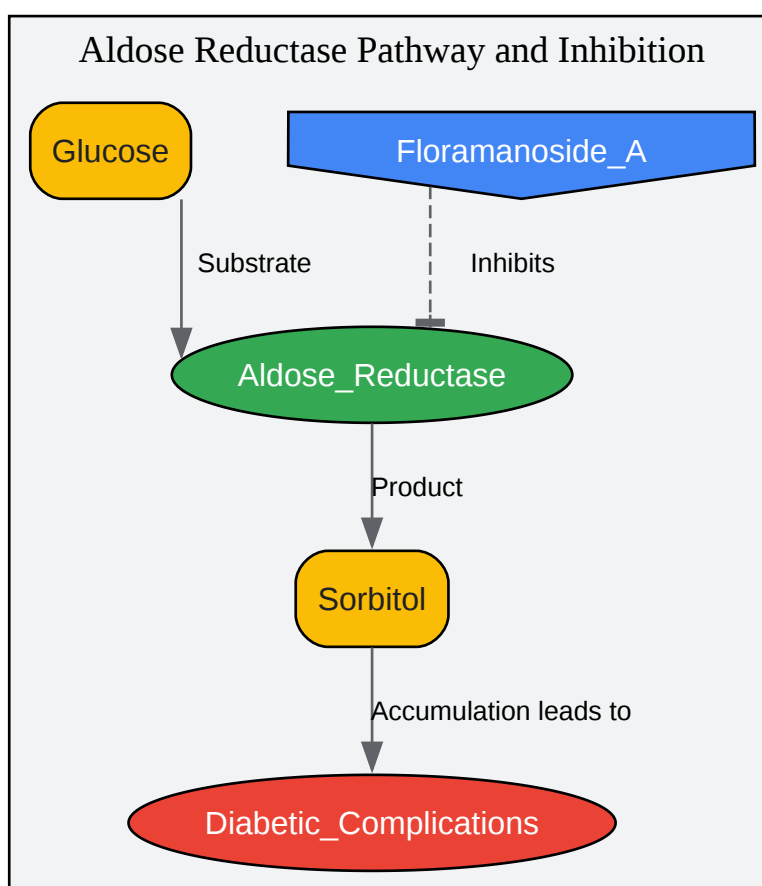 Aldose Reductase Pathway and Inhibition
Glucose
Floramanoside_A
Substrate
Inhibits
Aldose_Reductase
Product
Sorbitol
Accumulation leads to
Diabetic_Complications